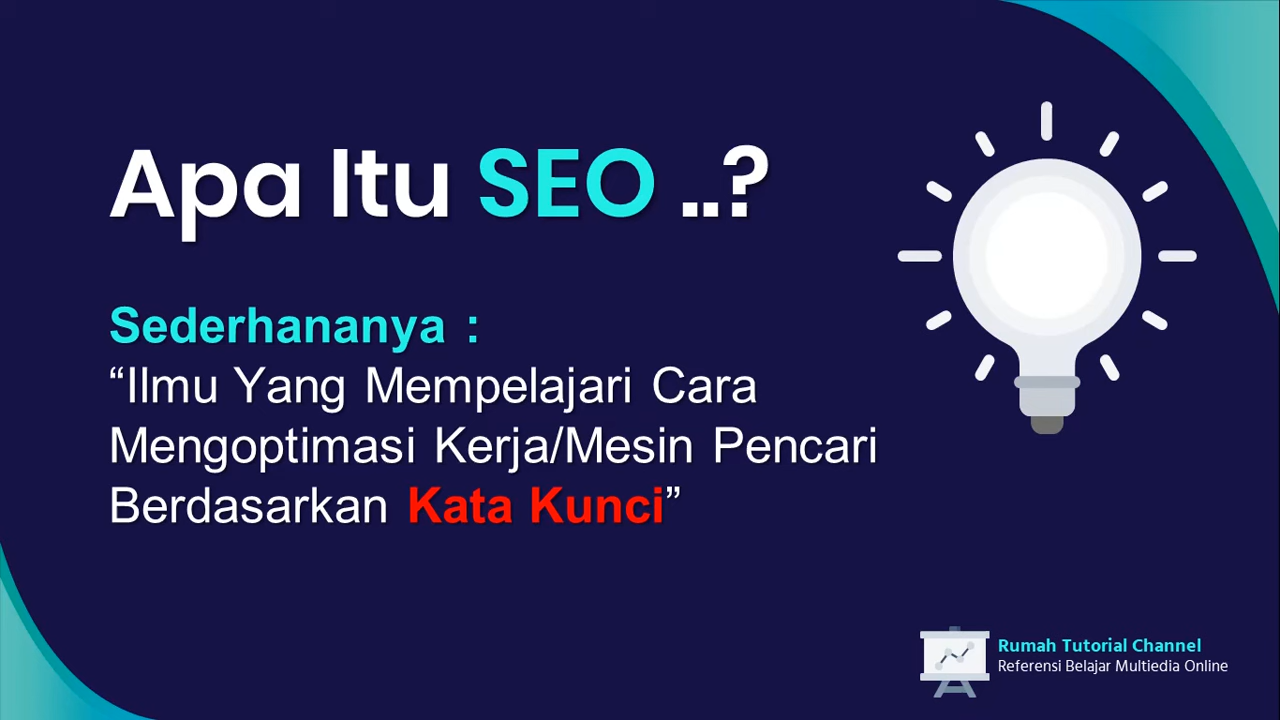 Apa Itu SEO ..?
Sederhananya :
“Ilmu Yang Mempelajari Cara
Mengoptimasi Kerja/Mesin Pencari
Berdasarkan Kata Kunci”
Rumah Tutorial Channel
Referensi Belajar Multiedia Online